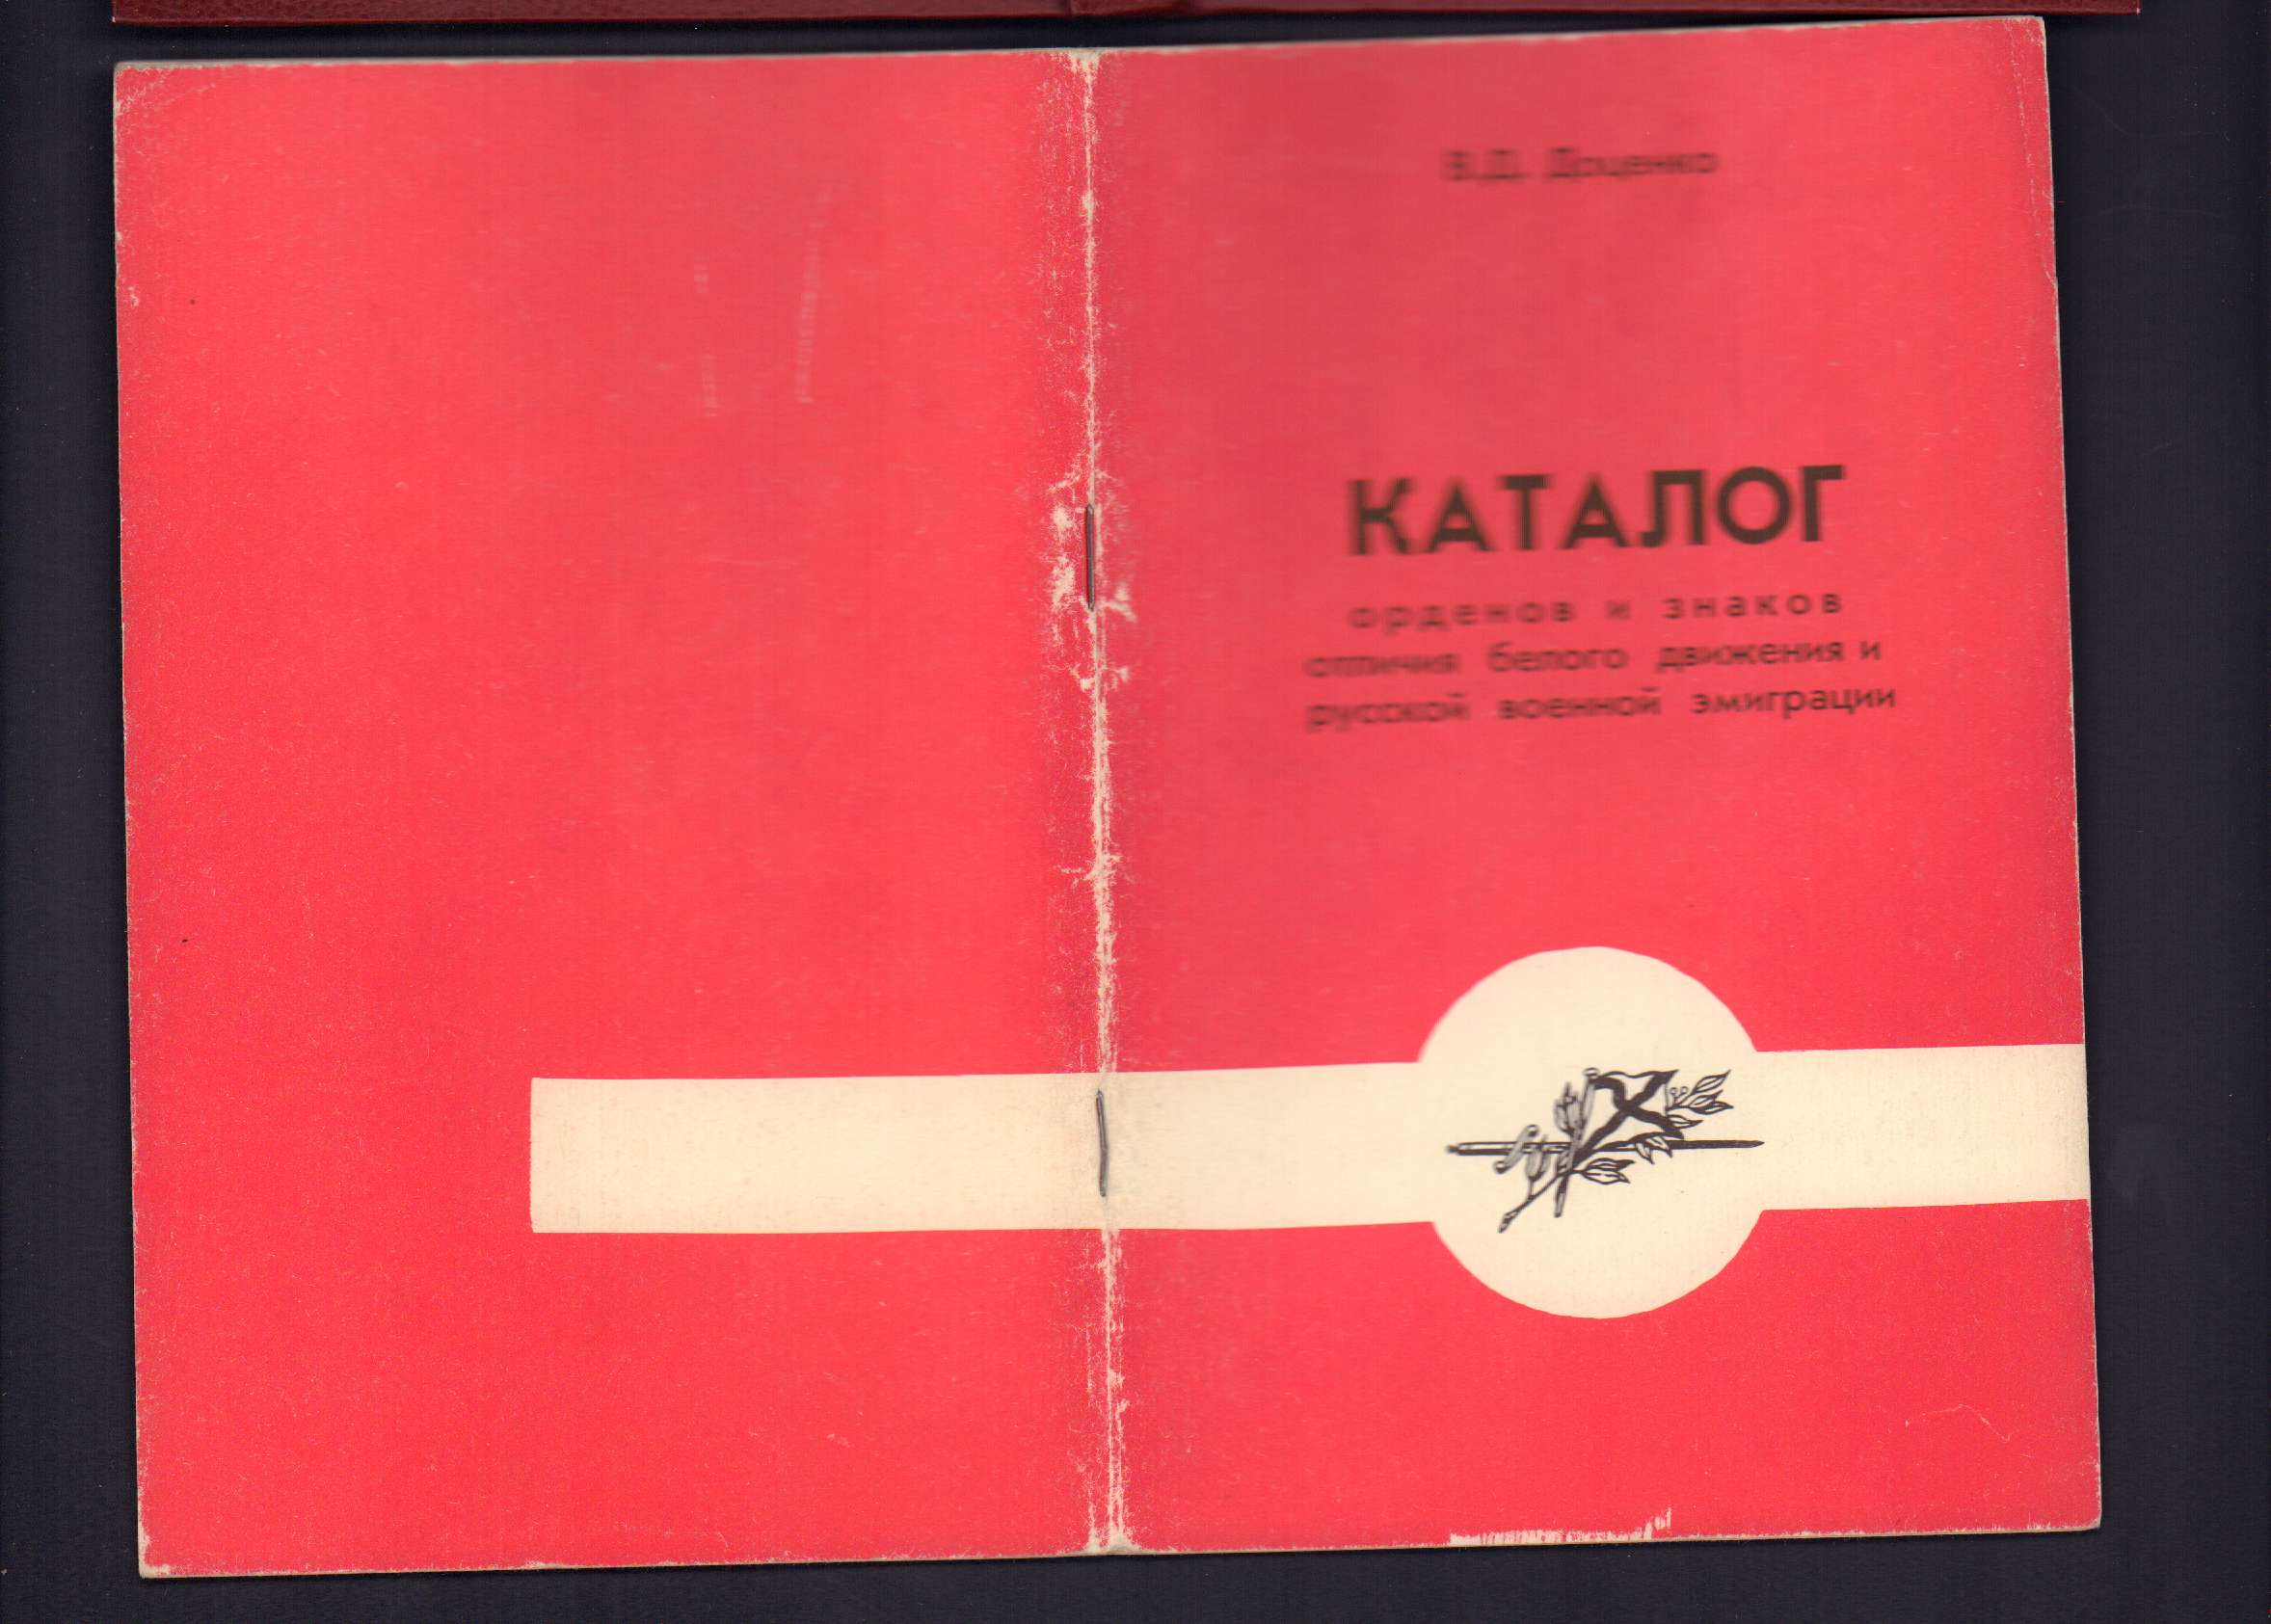 В.Д. Доценко
КАТАЛОГ
орденов и знаков
отличия белого движения и
русской военной эмиграции